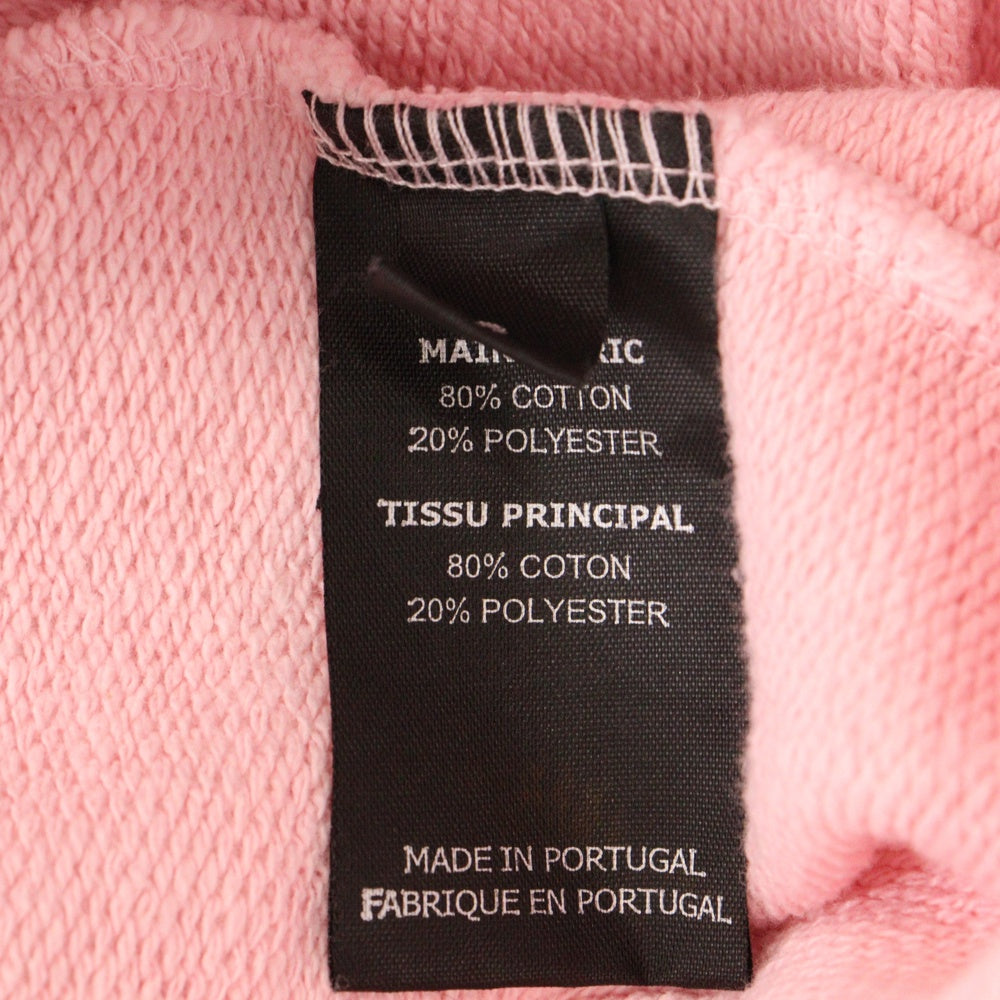 80% COTTON
20% POLYESTER
TISSU PRINCIPAL
80% COTON
20% POLYESTER
MADE IN PORTUGAL
FABRIQUE EN PORTUGAL